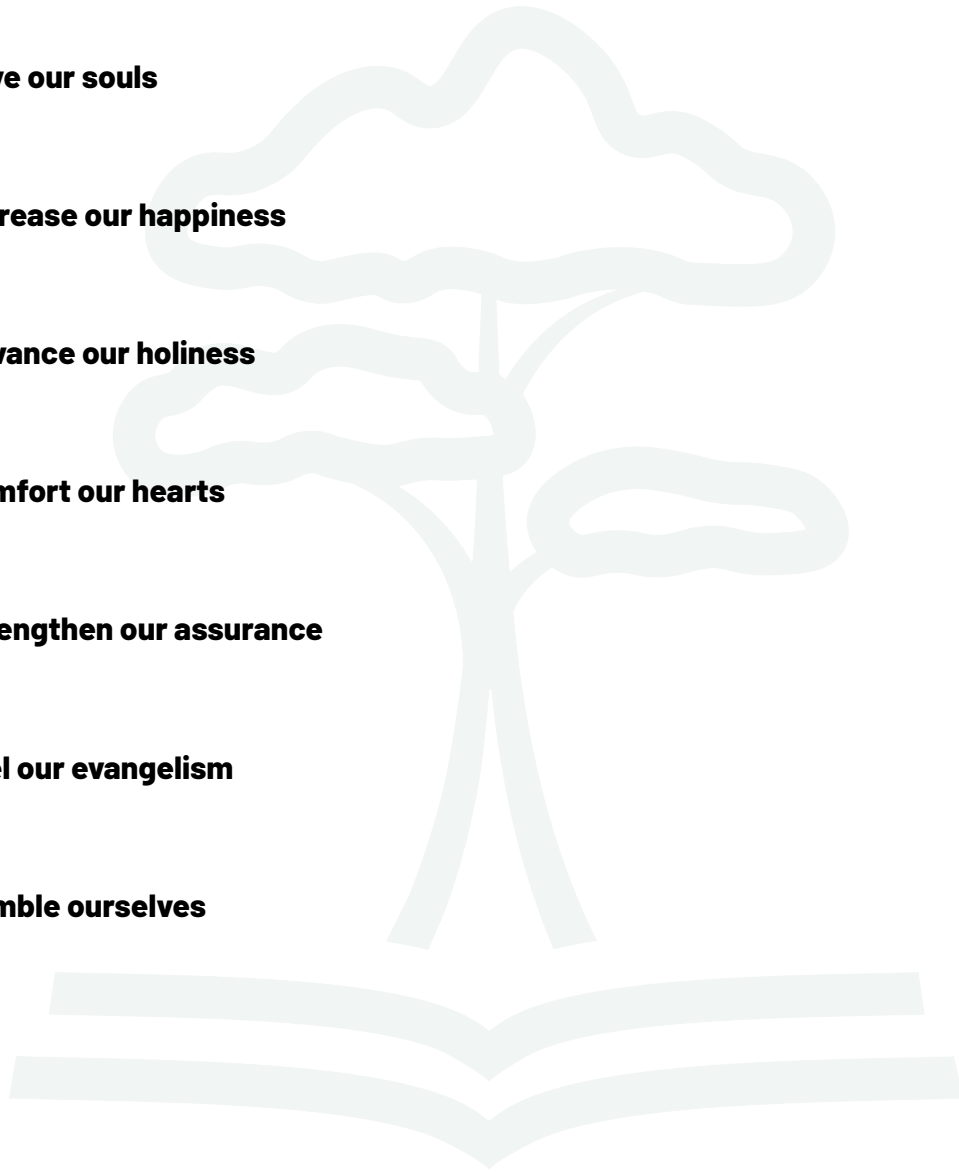 ve our souls
rease our happiness
vance our holiness
mfort our hearts
engthen our assurance
el our evangelism
mble ourselves